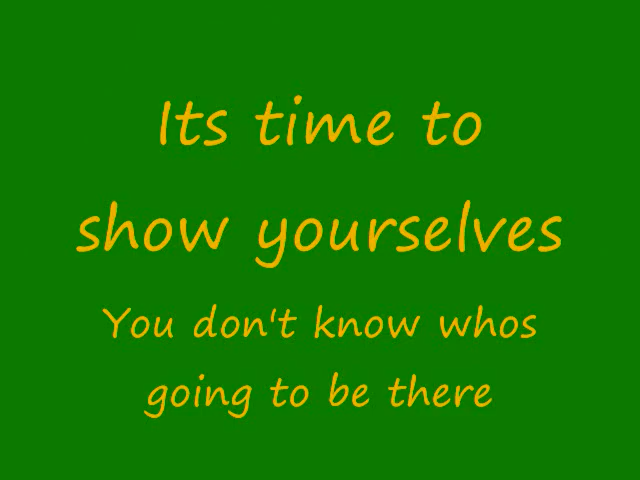 Its time to
show yourselves
You don't know whos
going to be there